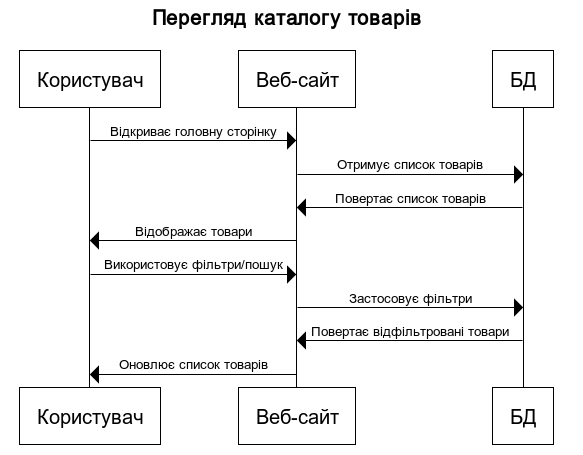 Перегляд каталогу товарів
Користувач
Веб-сайт
БД
Відкриває головну сторінку
Отримує список товарів
Повертає список товарів
Відображає товари
Використовує фільтри/пошук
Застосовує фільтри
Повертає відфільтровані товари
Оновлює список товарів
Користувач
Веб-сайт
БД